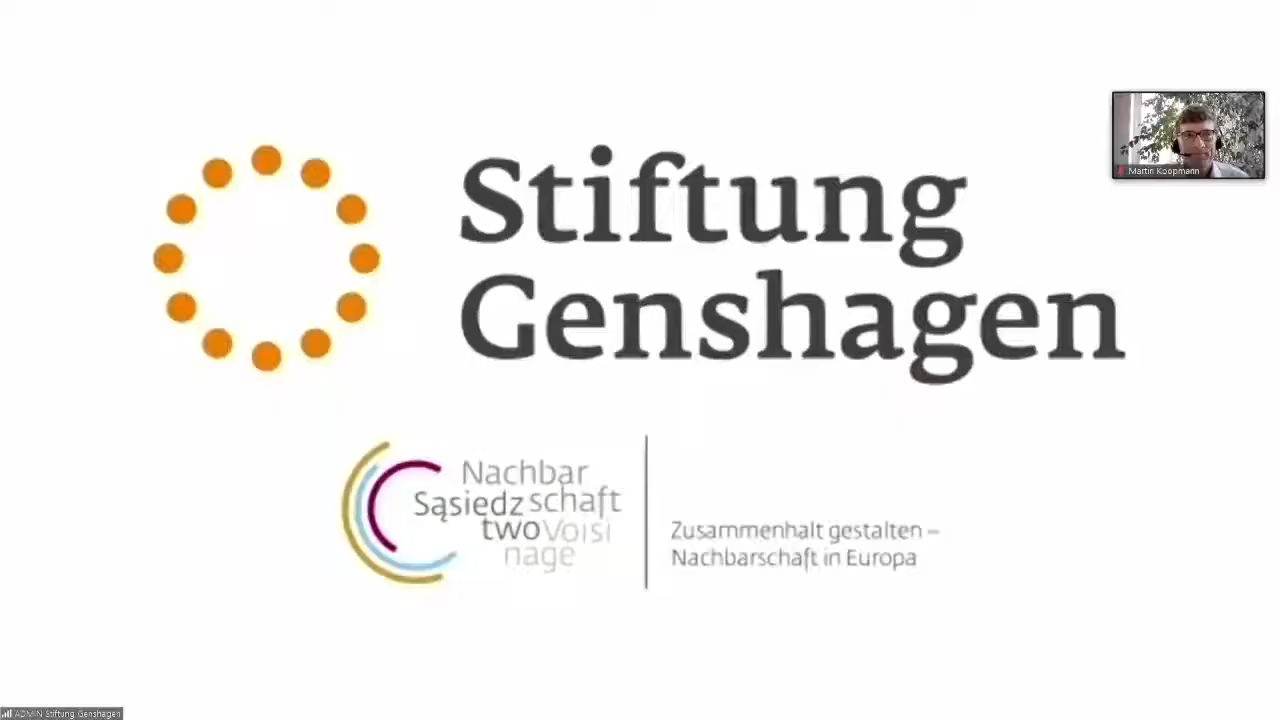 Stiftung
Genshagen
Martin Koopmann
Nachbar
Sąsiedz schaft
two Voisi
nage
Zusammenhalt gestalten –
Nachbarschaft in Europa
ADMIN Stiftung Genshagen